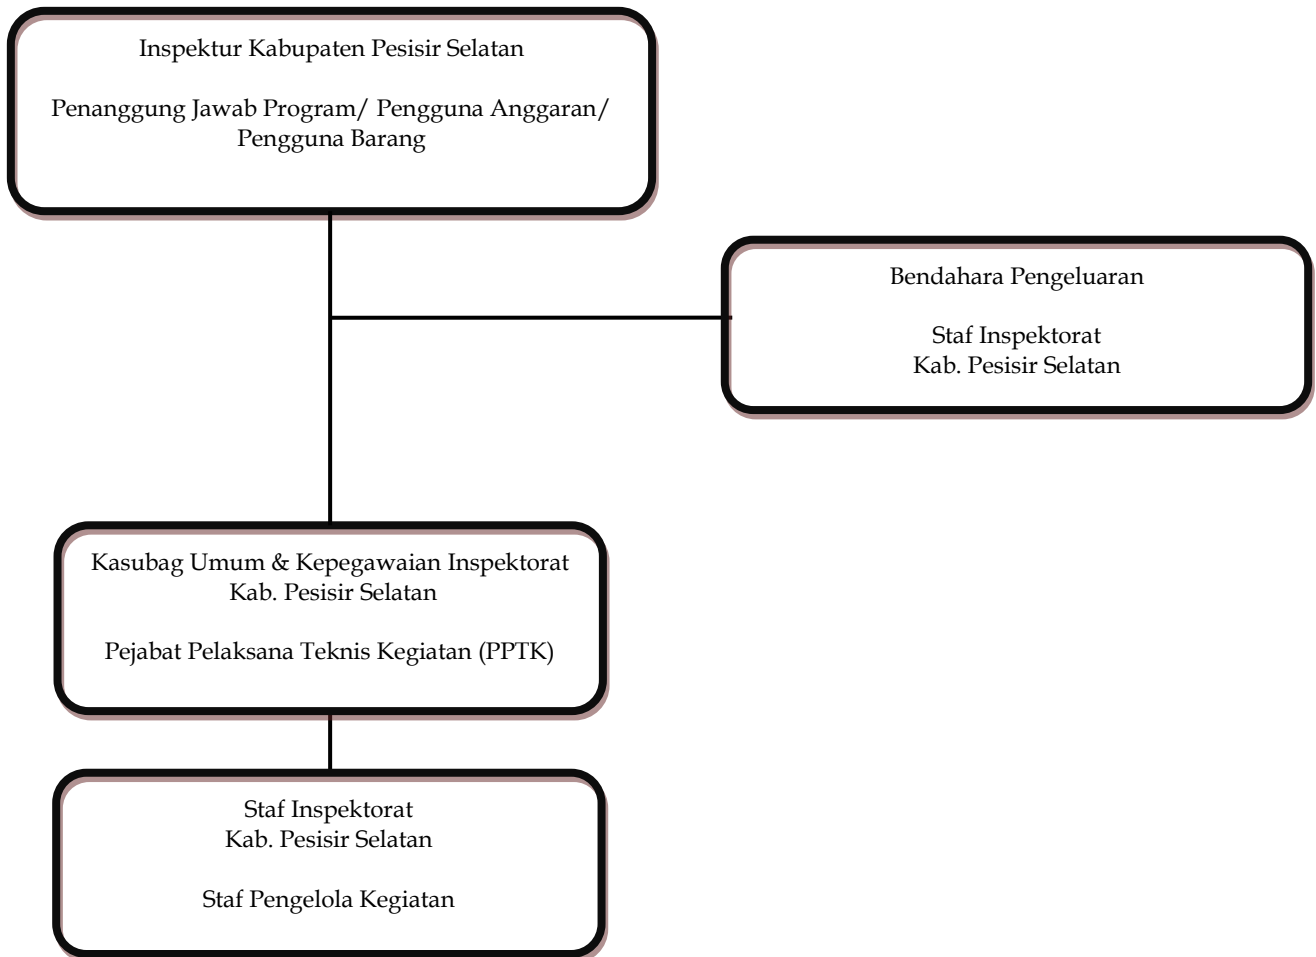 Inspektur Kabupaten Pesisir Selatan
Penanggung Jawab Program/ Pengguna Anggaran/
Pengguna Barang
Bendahara Pengeluaran
Staf Inspektorat
Kab. Pesisir Selatan
Kasubag Umum & Kepegawaian Inspektorat
Kab. Pesisir Selatan
Pejabat Pelaksana Teknis Kegiatan (PPTK)
Staf Inspektorat
Kab. Pesisir Selatan
Staf Pengelola Kegiatan